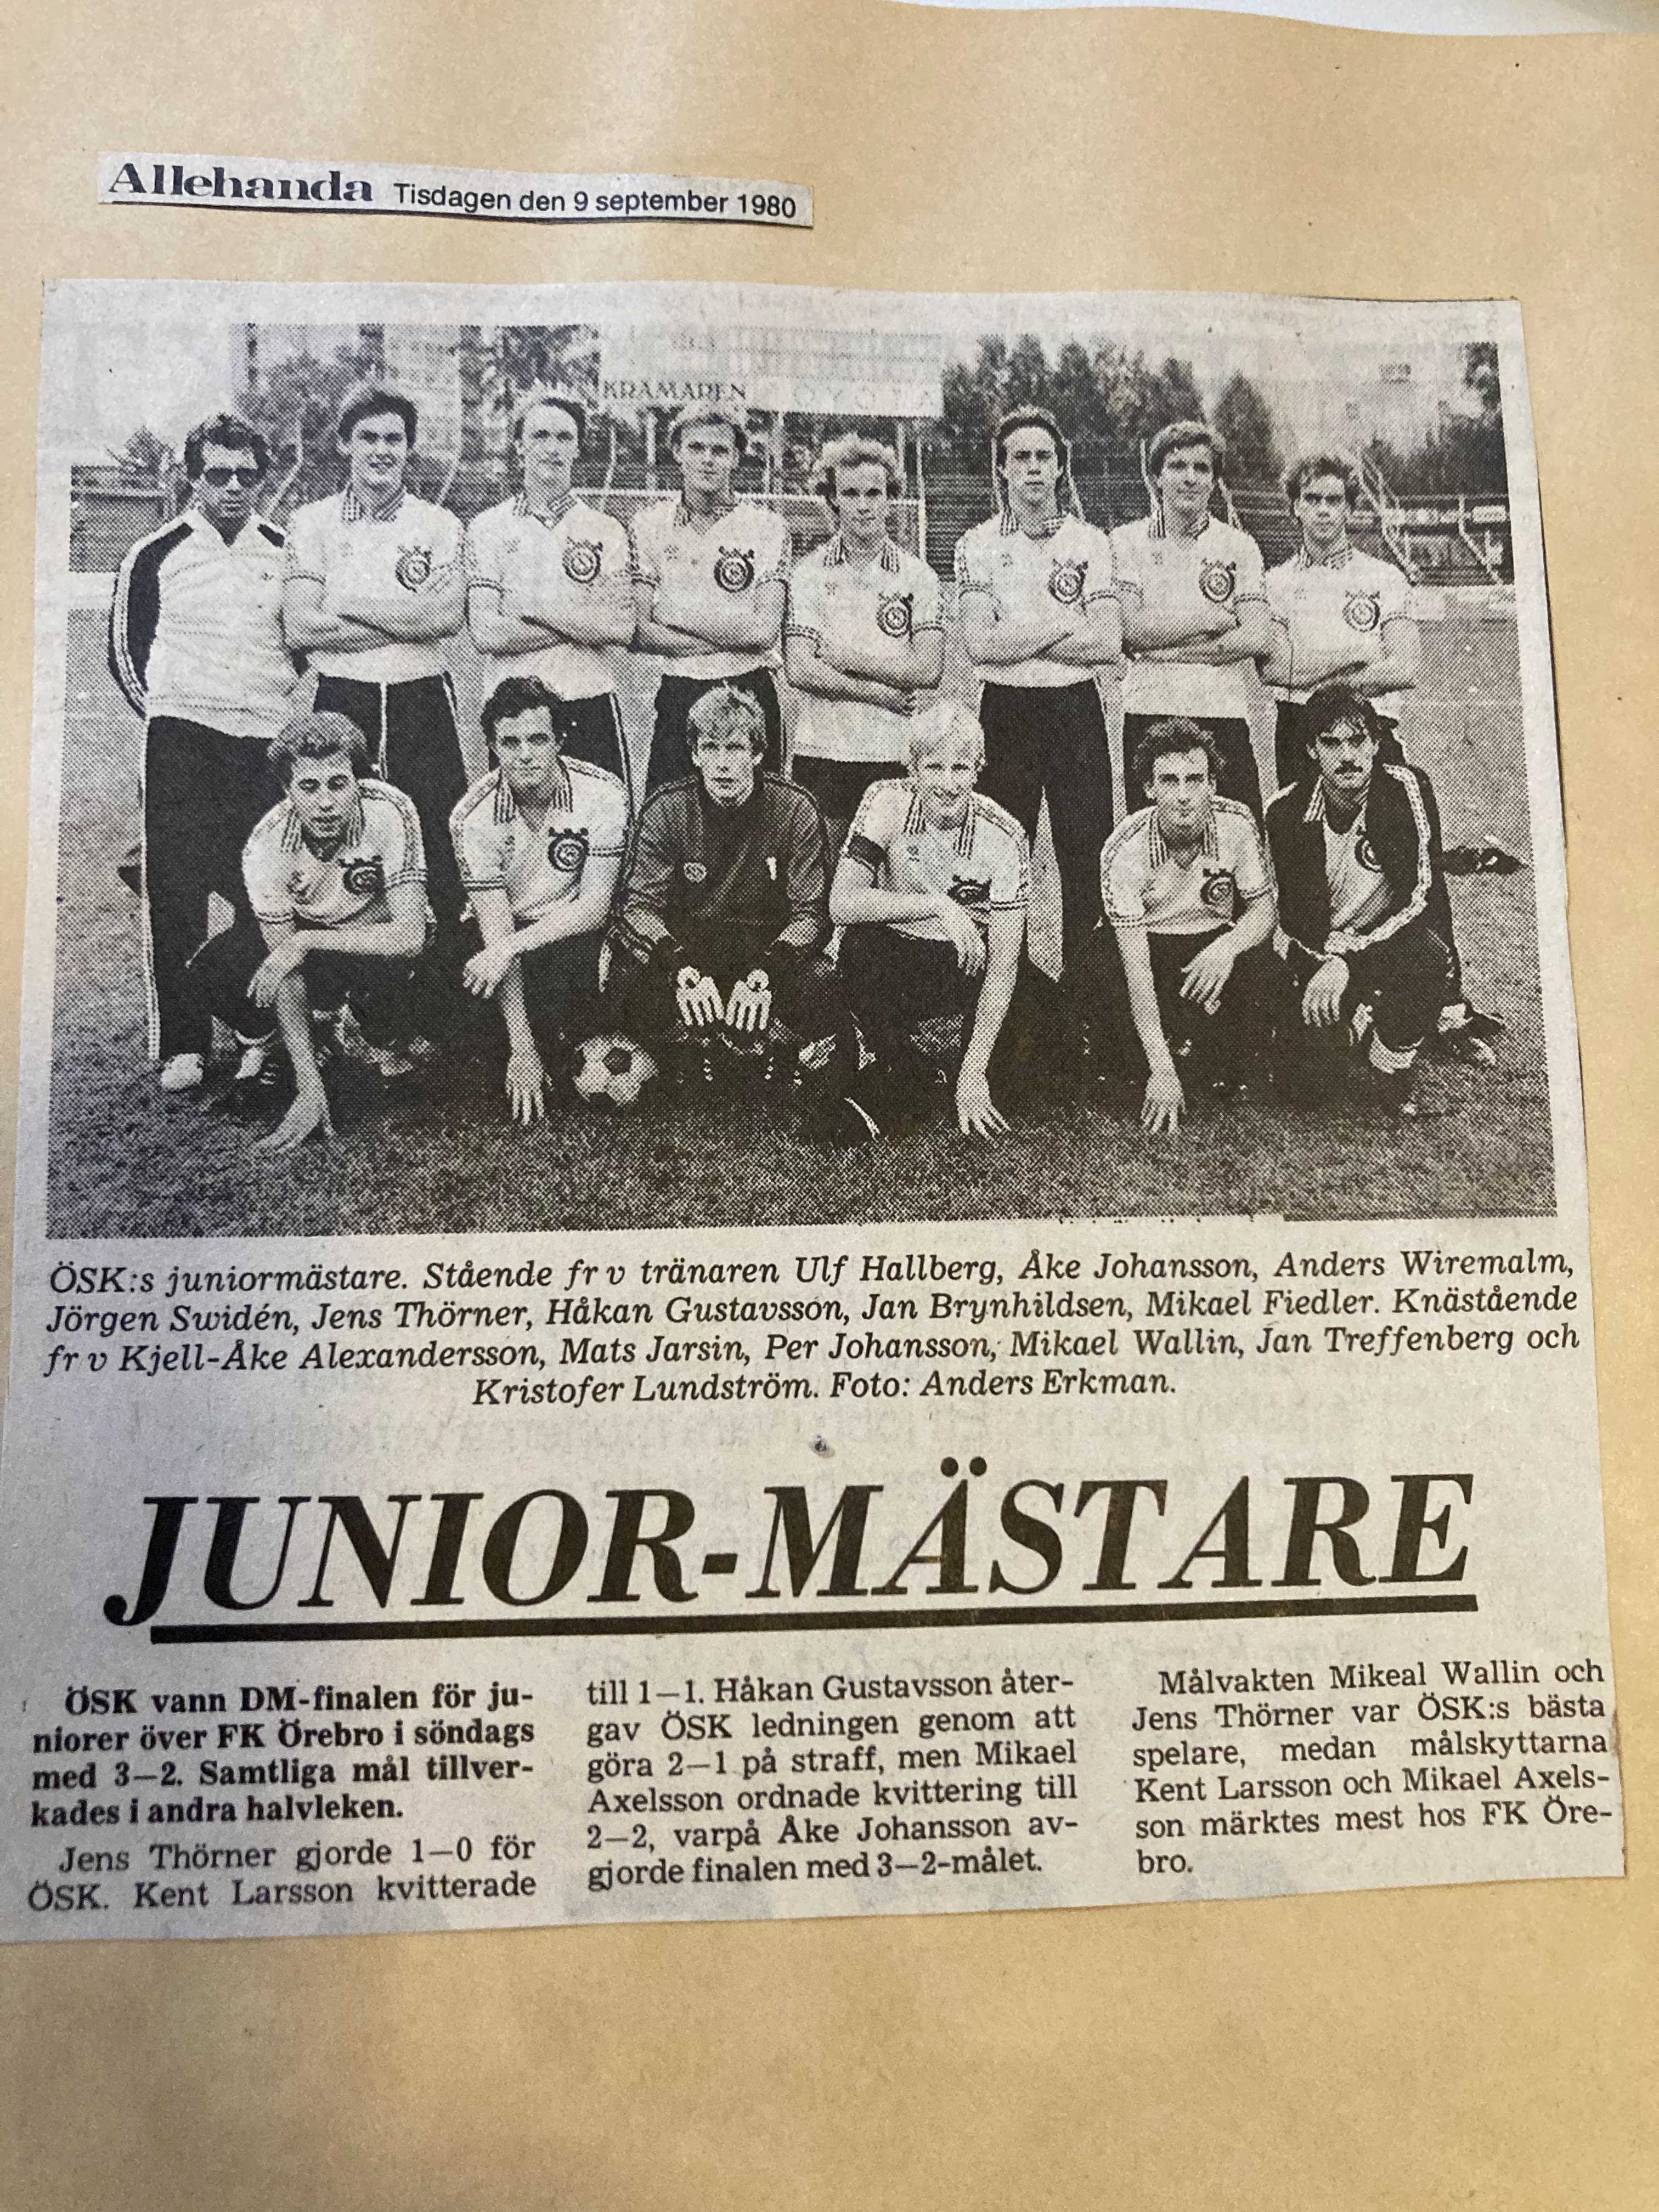 Allehanda Tisdagen den 9 september 1980
KRÄMAREN
TOYOTA
1
ÖSK:s juniormästare. Stående fr v tränaren Ulf Hallberg, Åke Johansson, Anders Wiremalm,
Jörgen Swidén, Jens Thörner, Håkan Gustavsson, Jan Brynhildsen, Mikael Fiedler. Knästående
fr v Kjell-Åke Alexandersson, Mats Jarsin, Per Johansson, Mikael Wallin, Jan Treffenberg och
Kristofer Lundström. Foto: Anders Erkman.
JUNIOR-MÄSTARE
ÖSK vann DM-finalen för ju-
niorer över FK Örebro i söndags
med 3—2. Samtliga mål tillver-
kades i andra halvleken.
Jens Thörner gjorde 1—0 för
ÖSK. Kent Larsson kvitterade
till 1—1. Håkan Gustavsson åter-
gav ÖSK ledningen genom att
göra 2—1 på straff, men Mikael
Axelsson ordnade kvittering till
2—2, varpå Åke Johansson av-
gjorde finalen med 3—2-målet.
Målvakten Mikeal Wallin och
Jens Thörner var ÖSK:s bästa
spelare, medan målskyttarna
Kent Larsson och Mikael Axels-
son märktes mest hos FK Öre-
bro.